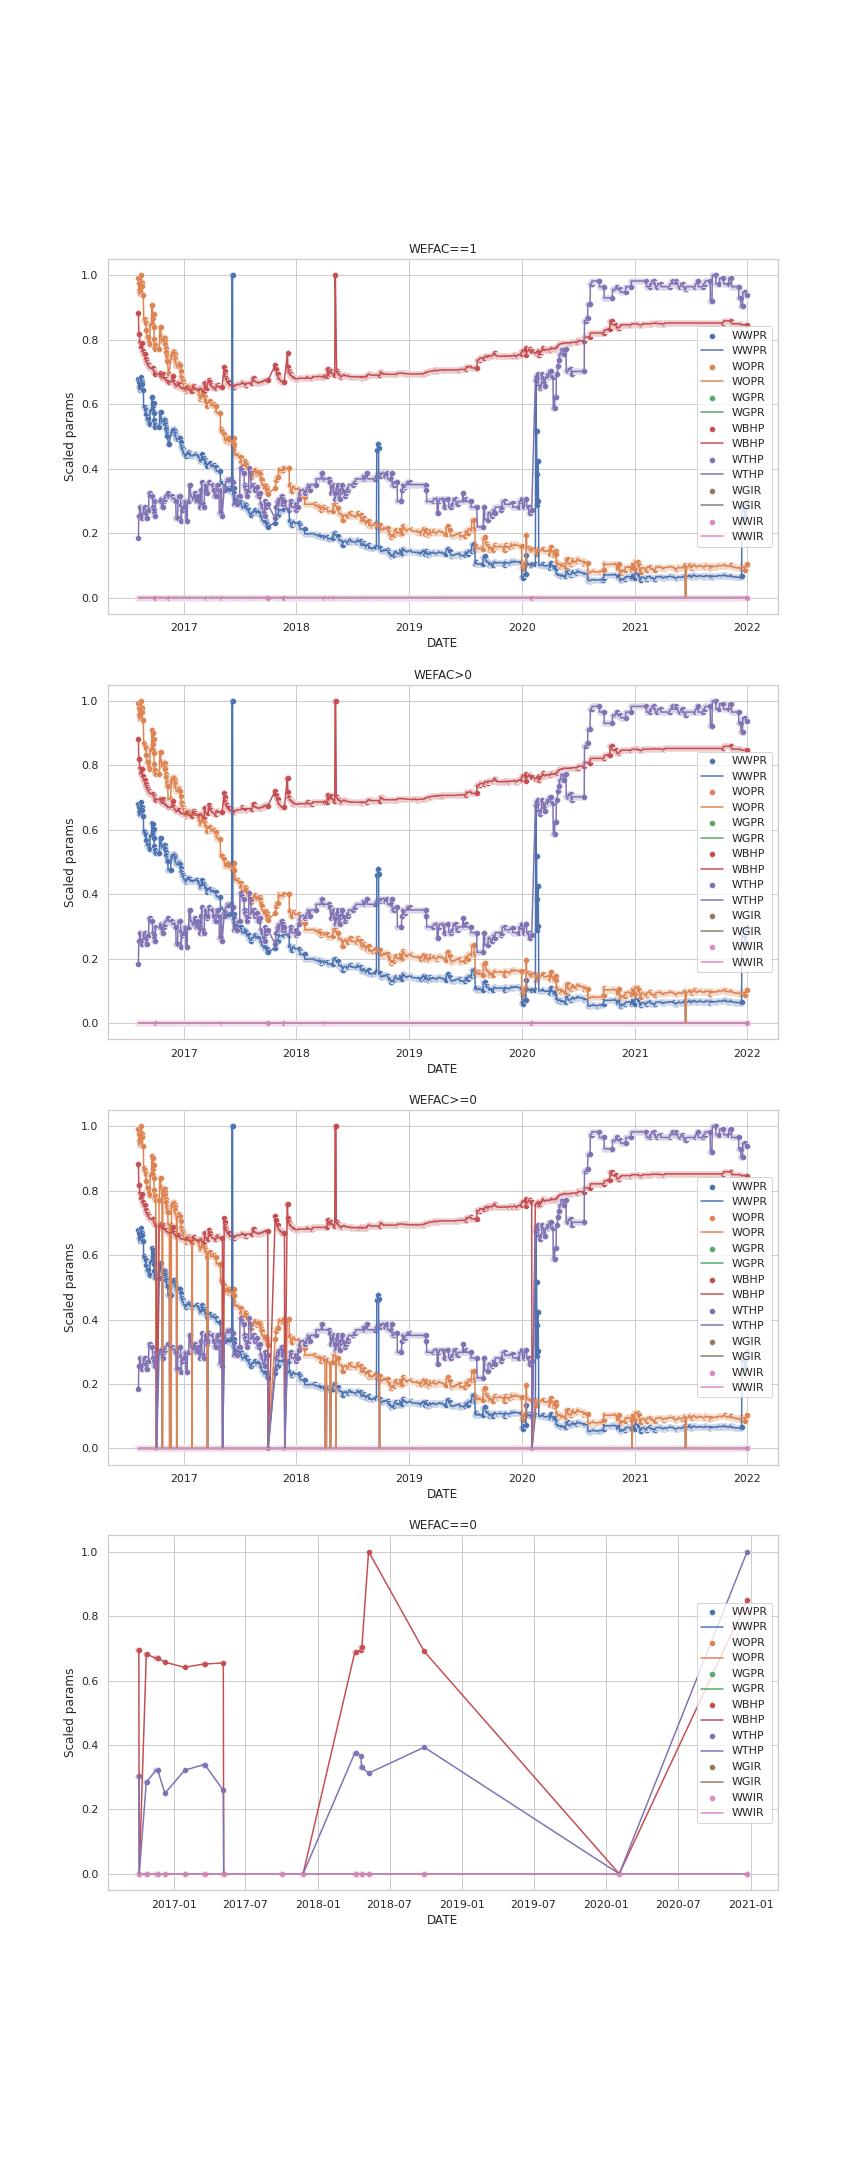 WEFAC==1
1.0
0.8
0.6
0.4
0.2
0.0
Scaled params
2017 2018 2019 2020 2021 2022
DATE
WWPR
WWPR
WOPR
WOPR
WGPR
WGPR
WBHP
WBHP
WTHP
WTHP
WGIR
WGIR
WWIR
WWIR
WEFAC>0
1.0
0.8
0.6
0.4
0.2
0.0
Scaled params
2017 2018 2019 2020 2021 2022
DATE
WWPR
WWPR
WOPR
WOPR
WGPR
WGPR
WBHP
WBHP
WTHP
WTHP
WGIR
WGIR
WWIR
WWIR
WEFAC>=0
1.0
0.8
0.6
0.4
0.2
0.0
Scaled params
2017 2018 2019 2020 2021 2022
DATE
WWPR
WWPR
WOPR
WOPR
WGPR
WGPR
WBHP
WBHP
WTHP
WTHP
WGIR
WGIR
WWIR
WWIR
WEFAC==0
1.0
0.8
0.6
0.4
0.2
0.0
Scaled params
2017-01 2017-07 2018-01 2018-07 2019-01 2019-07 2020-01 2020-07 2021-01
DATE
WWPR
WWPR
WOPR
WOPR
WGPR
WGPR
WBHP
WBHP
WTHP
WTHP
WGIR
WGIR
WWIR
WWIR